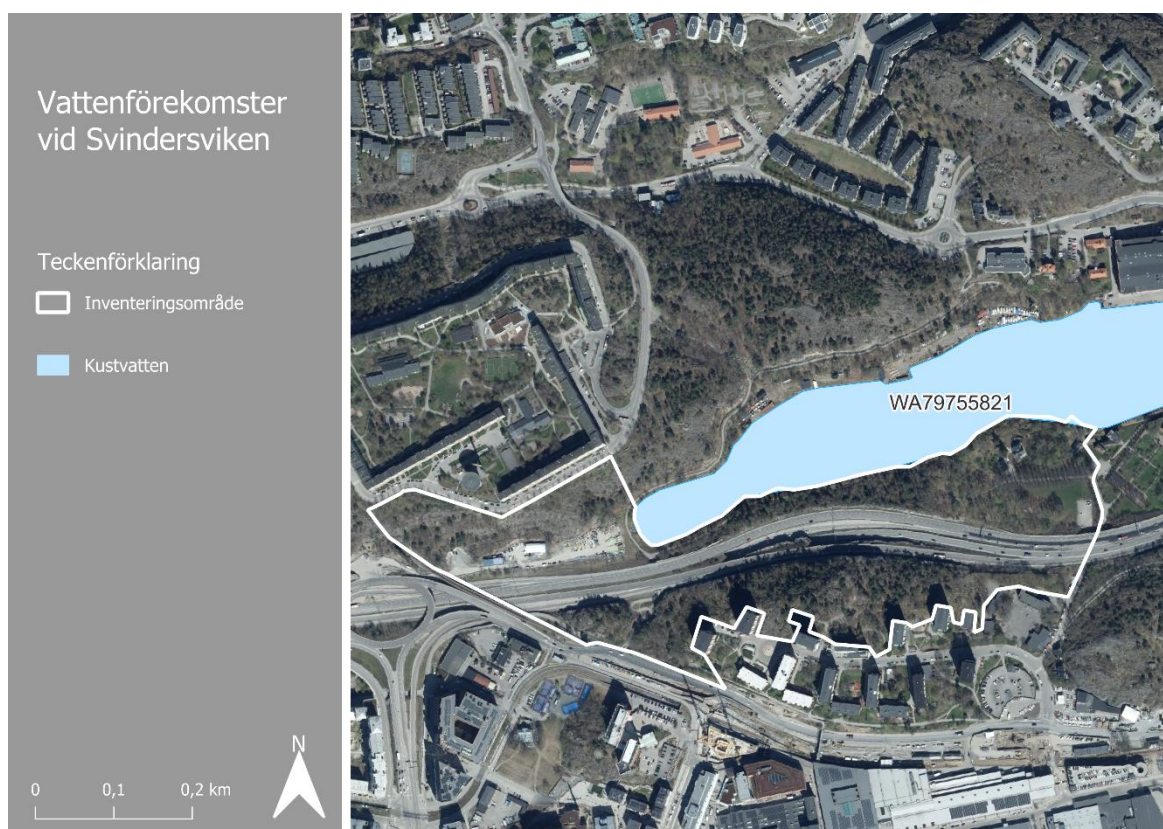 Vattenförekomster
vid Svindersviken
Teckenförklaring
Inventeringsområde
Kustvatten
WA79755821
N
0 0,1 0,2 km